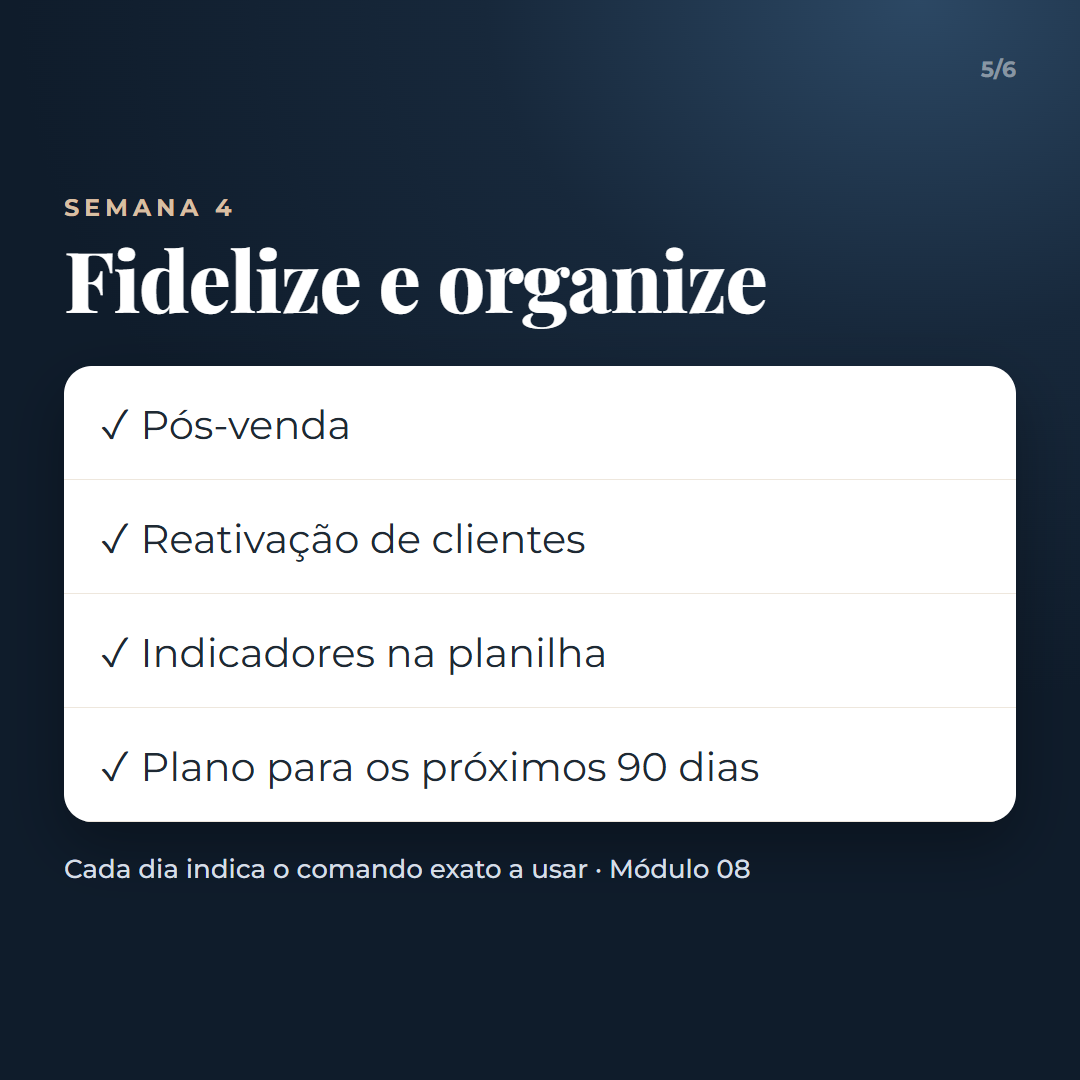 5/6
SEMANA 4
Fidelize e organize
✓ Pós-venda
✓ Reativação de clientes
✓ Indicadores na planilha
✓ Plano para os próximos 90 dias
Cada dia indica o comando exato a usar · Módulo 08